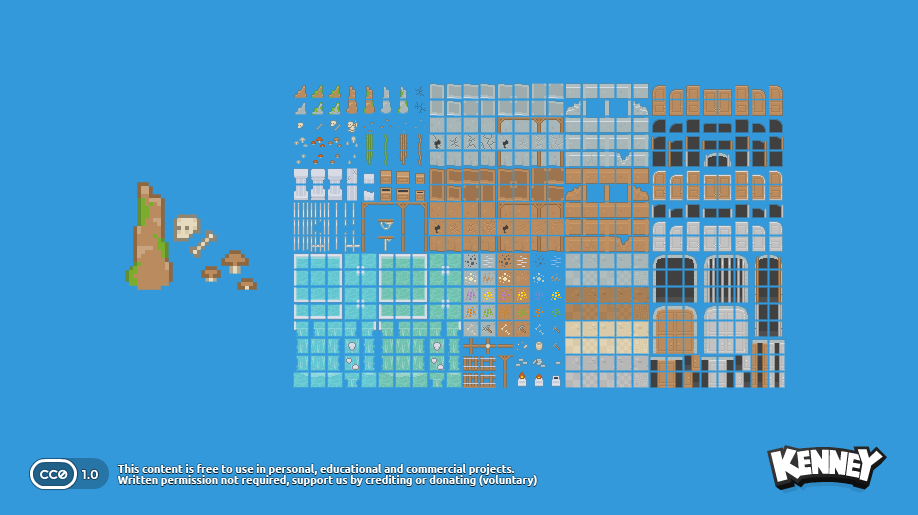 CC0 1.0
This content is free to use in personal, educational and commercial projects.
Written permission not required, support us by crediting or donating (voluntary)
KENNEY